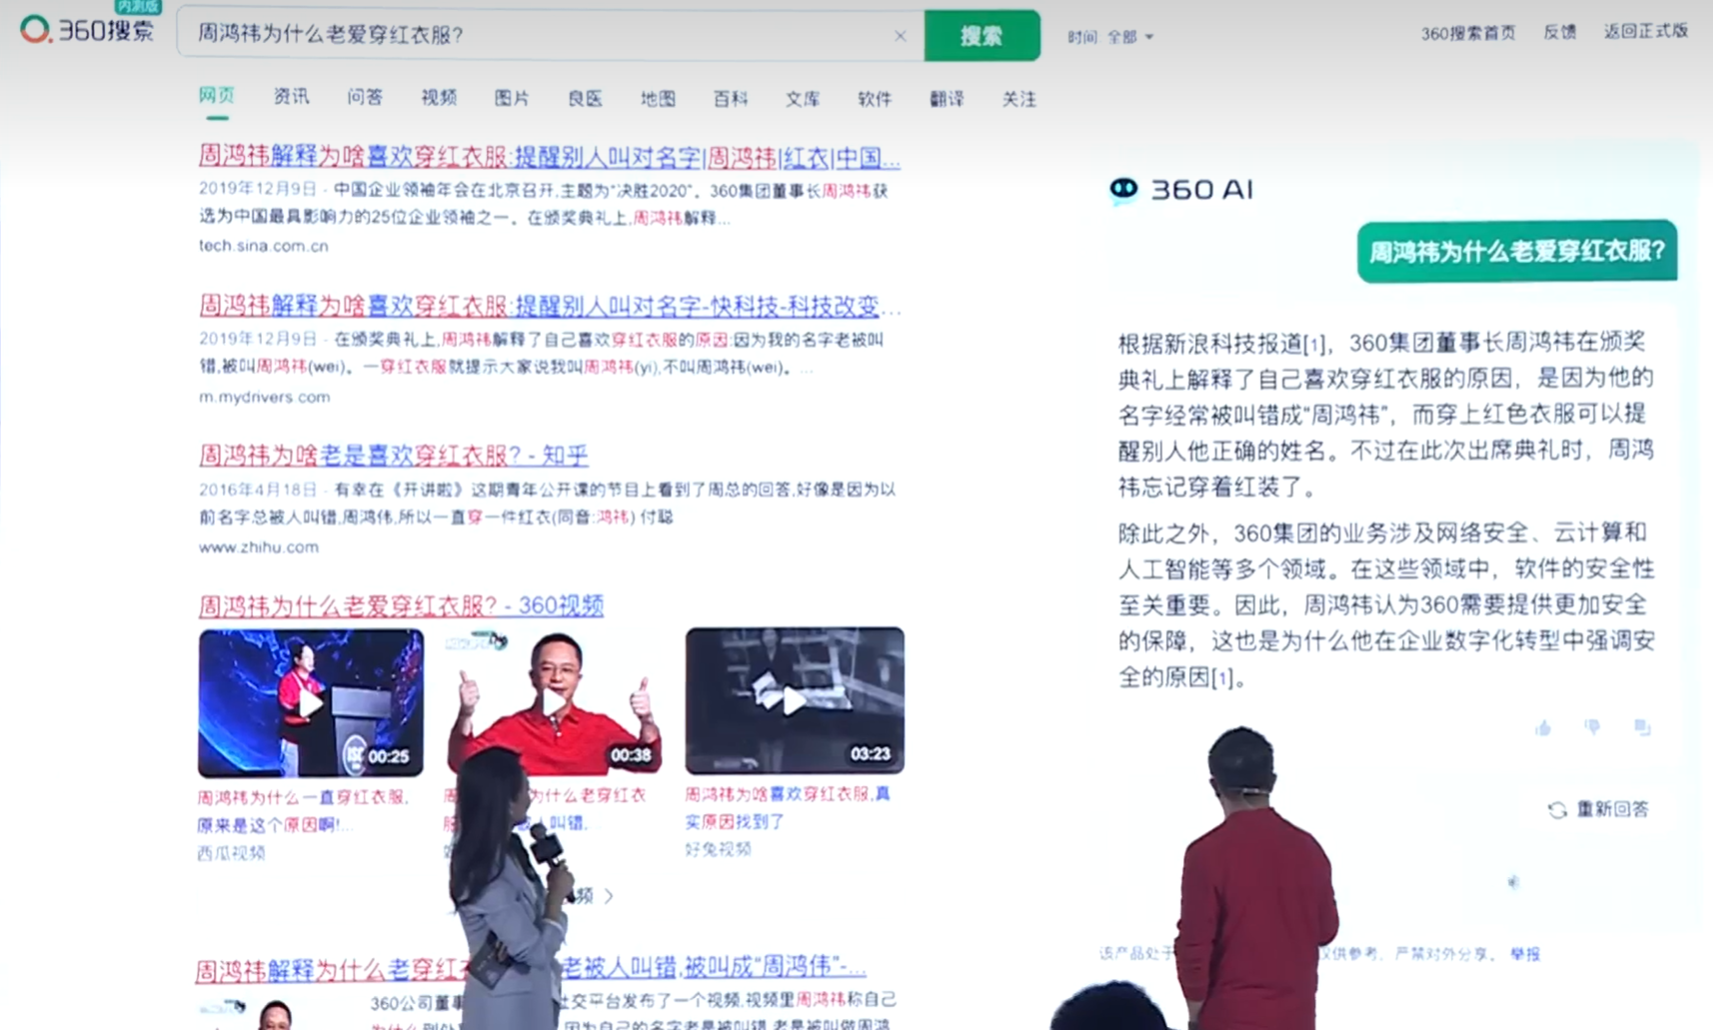 内测版
360搜索
周鸿祎为什么老爱穿红衣服?
搜索
时间 全部
360搜索首页 反馈 返回正式版
网页 资讯 问答 视频 图片 良医 地图 百科 文库 软件 翻译 关注
周鸿祎解释为啥喜欢穿红衣服:提醒别人叫对名字|周鸿祎|红衣|中国...
2019年12月9日 - 中国企业领袖年会在北京召开,主题为“决胜2020”。360集团董事长周鸿祎获
选为中国最具影响力的25位企业领袖之一。在颁奖典礼上,周鸿祎解释...
tech.sina.com.cn
周鸿祎解释为啥喜欢穿红衣服:提醒别人叫对名字-快科技-科技改变...
2019年12月9日 - 在颁奖典礼上,周鸿祎解释了自己喜欢穿红衣服的原因:因为我的名字老被叫
错,被叫周鸿祎(wei)。一穿红衣服就提示大家说我叫周鸿祎(yi),不叫周鸿祎(wei)。...
m.mydrivers.com
周鸿祎为啥老是喜欢穿红衣服? - 知乎
2016年4月18日 - 有幸在《开讲啦》这期青年公开课的节目上看到了周总的回答,好像是因为以
前名字总被人叫错,周鸿伟,所以一直穿一件红衣(同音:鸿祎) 付聪
www.zhihu.com
周鸿祎为什么老爱穿红衣服? - 360视频
ISC
00:25
00:38
03:23
周鸿祎为什么一直穿红衣服,
原来是这个原因啊!...
西瓜视频
为什么老穿红衣
被人叫错,
周鸿祎为啥喜欢穿红衣服,真
实原因找到了
好兔视频
视频
周鸿祎解释为什么老穿红衣 老被人叫错,被叫成“周鸿伟”-...
360公司董事 社交平台发布了一个视频,视频里周鸿祎称自己
因为自己的名字老是被叫错,老是被叫做周鸿
360 AI
周鸿祎为什么老爱穿红衣服?
根据新浪科技报道[1]，360集团董事长周鸿祎在颁奖
典礼上解释了自己喜欢穿红衣服的原因，是因为他的
名字经常被叫错成“周鸿祎”，而穿上红色衣服可以提
醒别人他正确的姓名。不过在此次出席典礼时，周鸿
祎忘记穿着红装了。
除此之外，360集团的业务涉及网络安全、云计算和
人工智能等多个领域。在这些领域中，软件的安全性
至关重要。因此，周鸿祎认为360需要提供更加安全
的保障，这也是为什么他在企业数字化转型中强调安
全的原因[1]。
重新回答
该产品处于 仅供参考，严禁对外分享。 举报